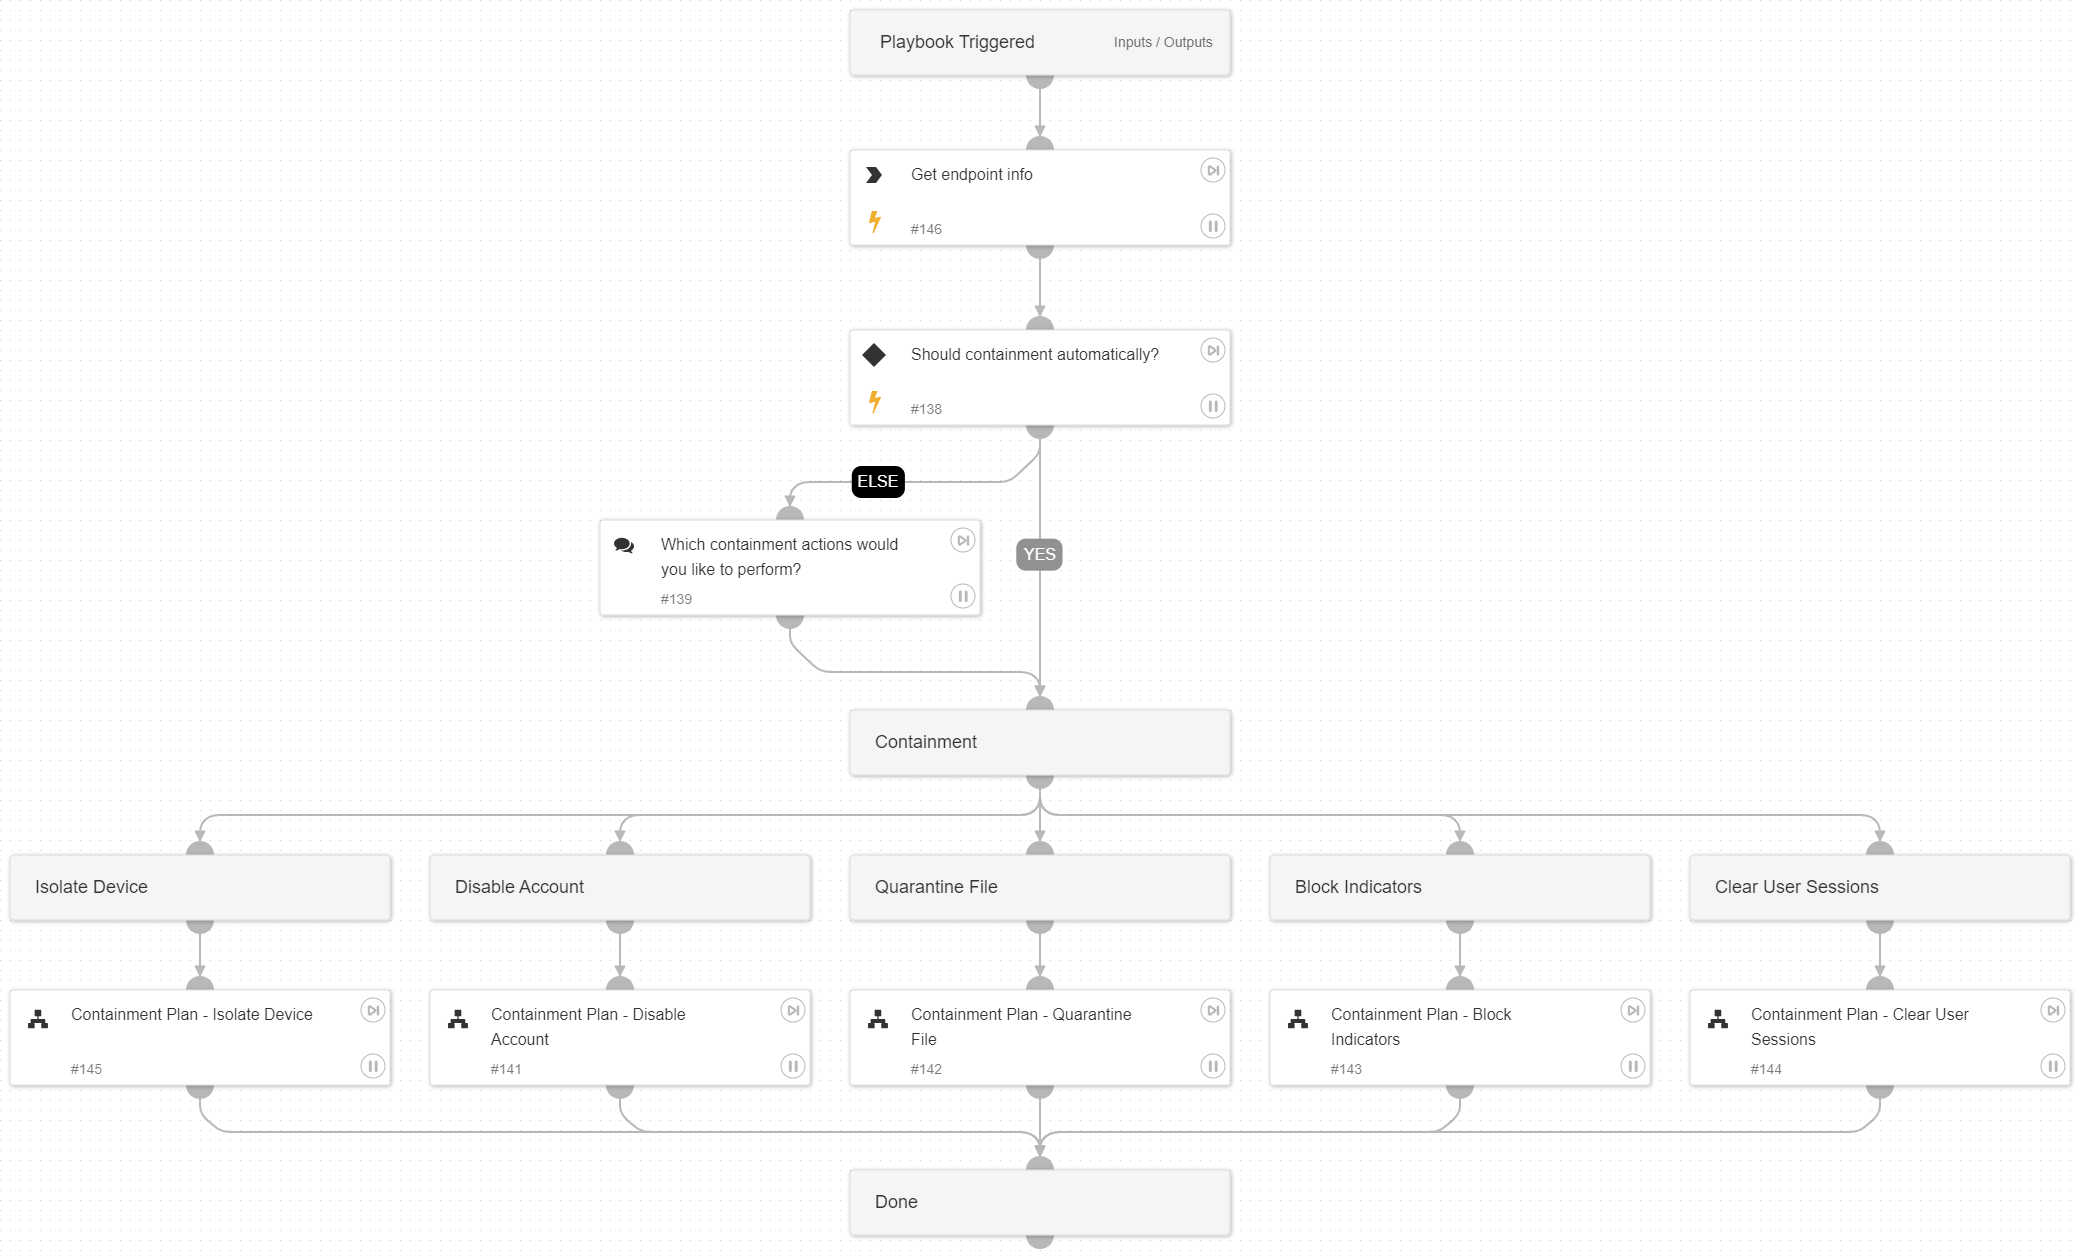 Playbook Triggered
Inputs / Outputs
Get endpoint info
#146
Should containment automatically?
#138
ELSE
Which containment actions would
you like to perform?
#139
YES
Containment
Isolate Device
Disable Account
Quarantine File
Block Indicators
Clear User Sessions
Containment Plan - Isolate Device
#145
Containment Plan - Disable
Account
#141
Containment Plan - Quarantine
File
#142
Containment Plan - Block
Indicators
#143
Containment Plan - Clear User
Sessions
#144
Done